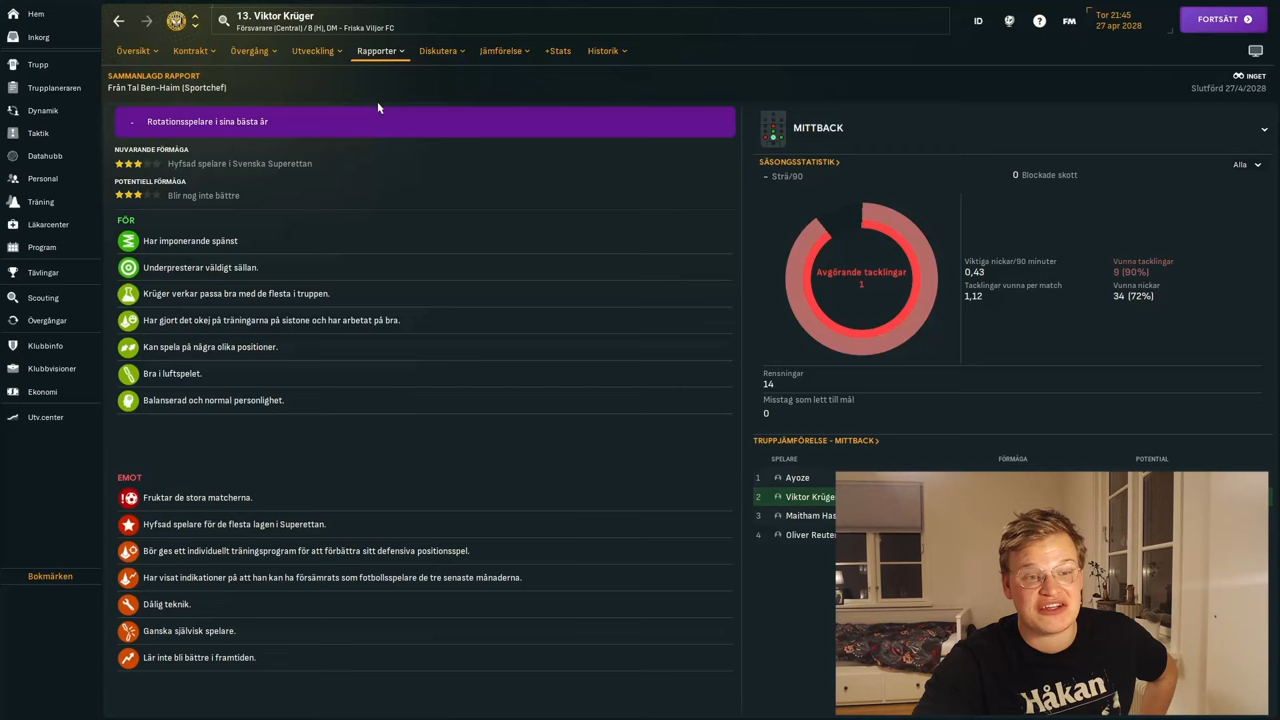 Hem
Inkorg
Trupp
Trupplaneraren
Dynamik
Taktik
Datahubb
Personal
Träning
Läkarcenter
Program
Tävlingar
Scouting
Övergångar
Klubbinfo
Klubbvisioner
Ekonomi
Utv.center
Bokmärken
13. Viktor Krüger
Försvarare (Central) / B (H), DM - Friska Viljor FC
ID
FM
Tor 21:45
27 apr 2028
FORTSÄTT
Översikt
Kontrakt
Övergång
Utveckling
Rapporter
Diskutera
Jämförelse
+Stats
Historik
SAMMANLAGD RAPPORT
Från Tal Ben-Haim (Sportchef)
INGET
Slutförd 27/4/2028
- Rotationsspelare i sina bästa år
NUVARANDE FÖRMÅGA
Hyfsad spelare i Svenska Superettan
POTENTIELL FÖRMÅGA
Blir nog inte bättre
FÖR
Har imponerande spänst
Underpresterar väldigt sällan.
Krüger verkar passa bra med de flesta i truppen.
Har gjort det okej på träningarna på sistone och har arbetat på bra.
Kan spela på några olika positioner.
Bra i luftspelet.
Balanserad och normal personlighet.
EMOT
Fruktar de stora matcherna.
Hyfsad spelare för de flesta lagen i Superettan.
Bör ges ett individuellt träningsprogram för att förbättra sitt defensiva positionsspel.
Har visat indikationer på att han kan ha försämrats som fotbollsspelare de tre senaste månaderna.
Dålig teknik.
Ganska självisk spelare.
Lär inte bli bättre i framtiden.
MITTBACK
SÄSONGSSTATISTIK
Alla
- Strä/90
0 Blockade skott
Avgörande tacklingar
1
Viktiga nickar/90 minuter
0,43
Tacklingar vunna per match
1,12
Vunna tacklingar
9 (90%)
Vunna nickar
34 (72%)
Rensningar
14
Misstag som lett till mål
0
TRUPPJÄMFÖRELSE - MITTBACK
SPELARE FÖRMÅGA POTENTIAL
1 Ayoze
2 Viktor Krüge
3 Maitham Has
4 Oliver Reute
Håkan